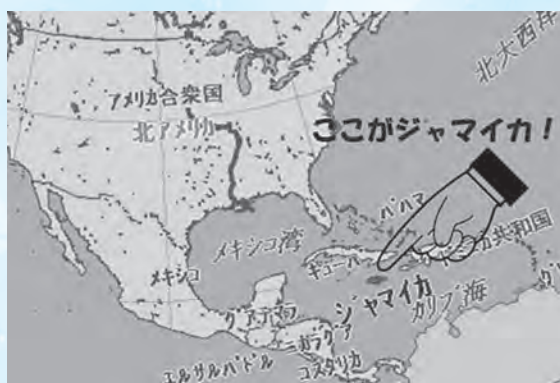 北大西洋
アメリカ合衆国
北アメリカ
ここがジャマイカ！
バハマ
メキシコ湾
キューバ
カ共和国
メキシコ
ジャマイカ
カリブ海
グアテマラ
ニカラグア
エルサルバドル
コスタリカ